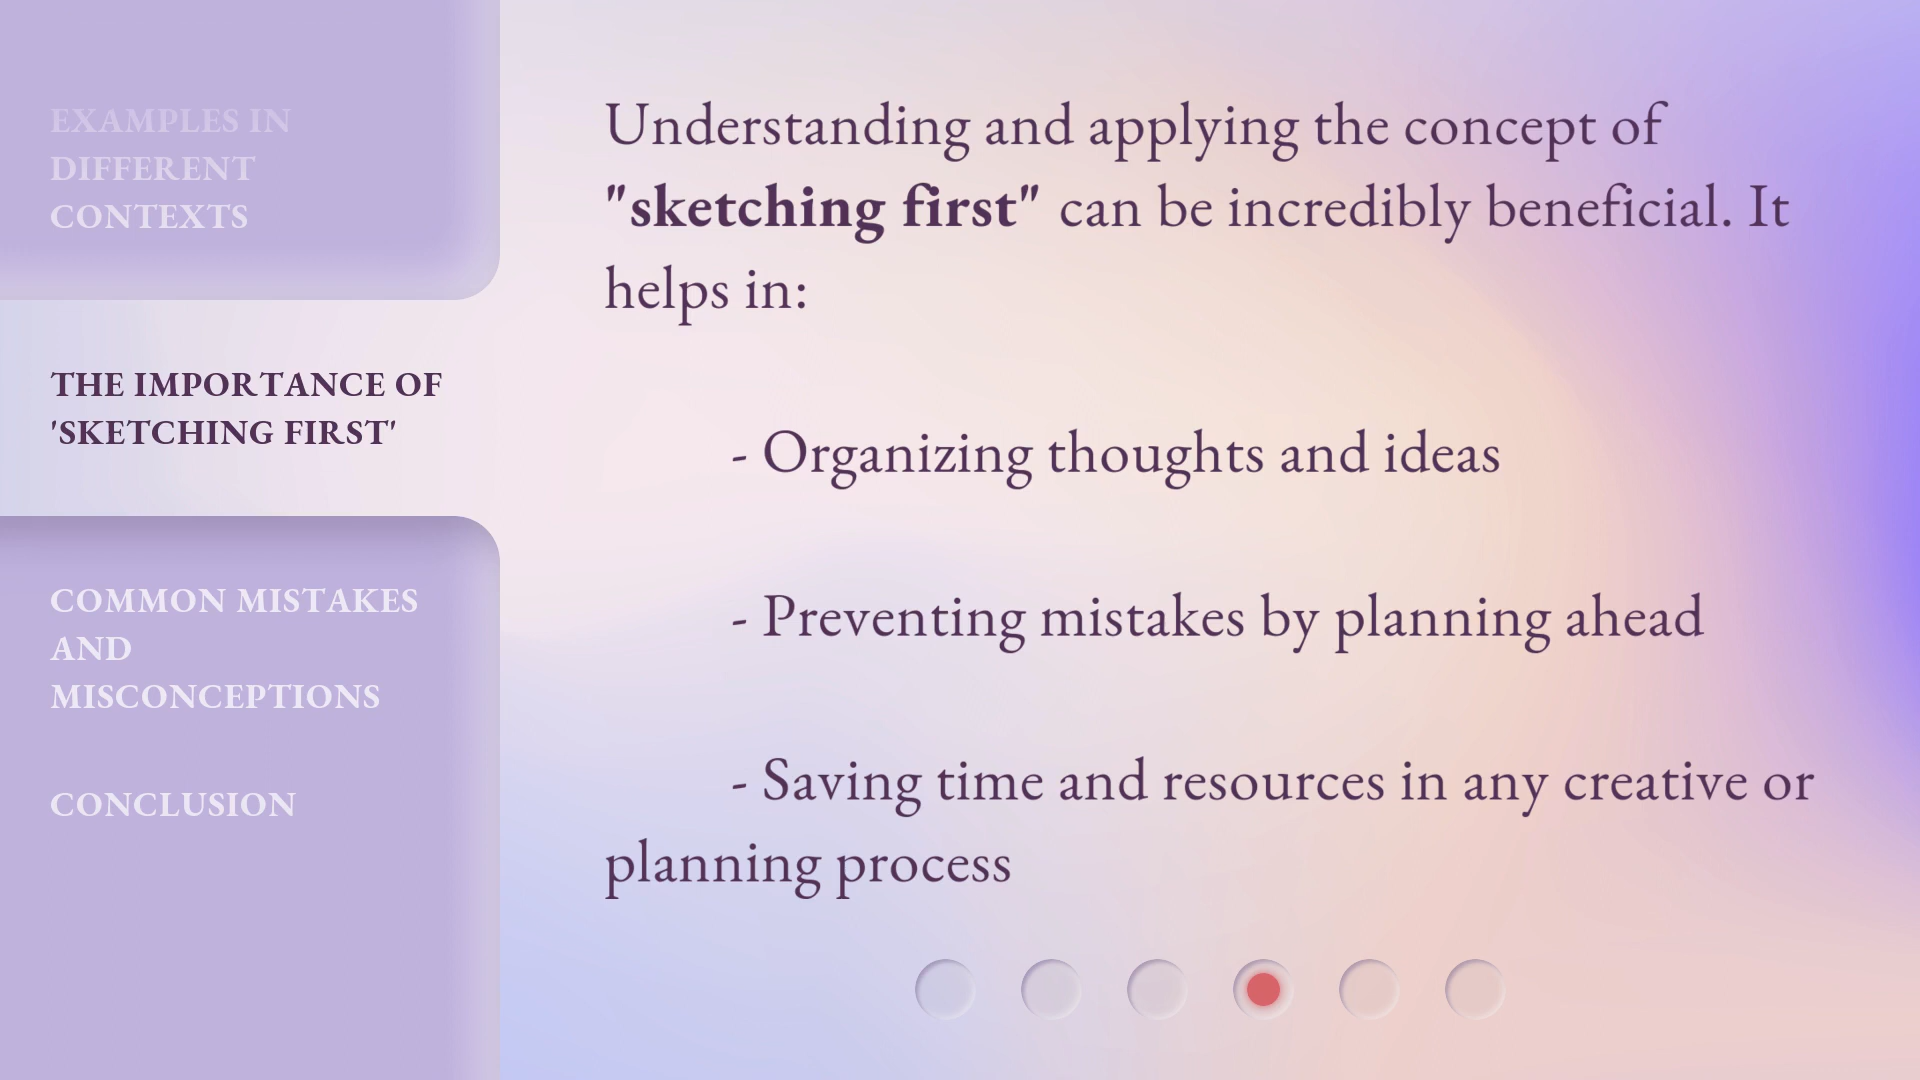 EXAMPLES IN
DIFFERENT
CONTEXTS
THE IMPORTANCE OF
'SKETCHING FIRST'
COMMON MISTAKES
AND
MISCONCEPTIONS
CONCLUSION
Understanding and applying the concept of
"sketching first" can be incredibly beneficial. It
helps in:
- Organizing thoughts and ideas
- Preventing mistakes by planning ahead
- Saving time and resources in any creative or
planning process